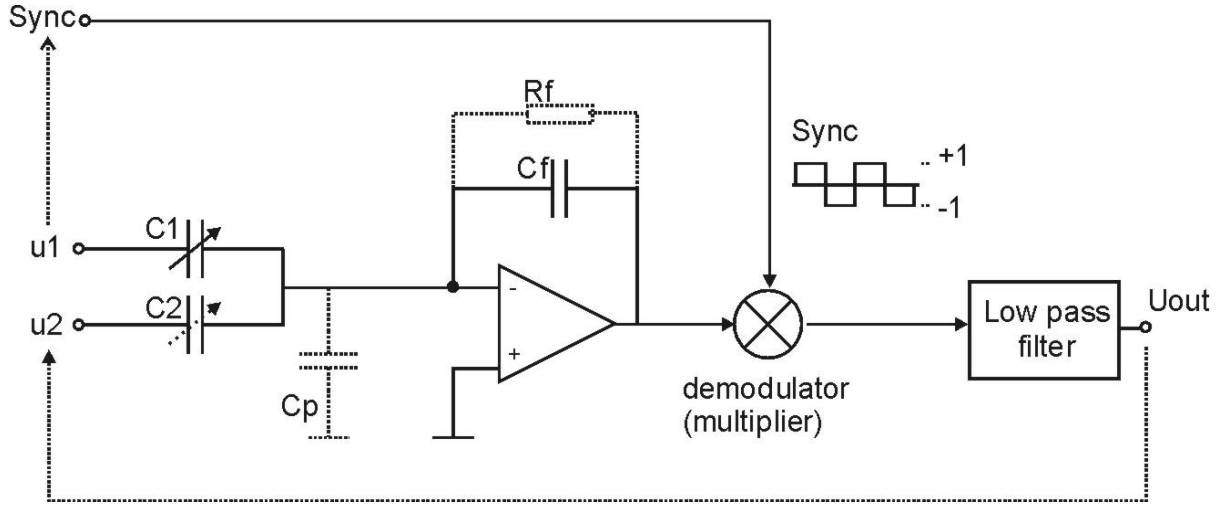 Sync
Rf
Sync
+1
-1
Cf
C1
u1
C2
u2
-
+
Cp
demodulator
(multiplier)
Low pass
filter
Uout